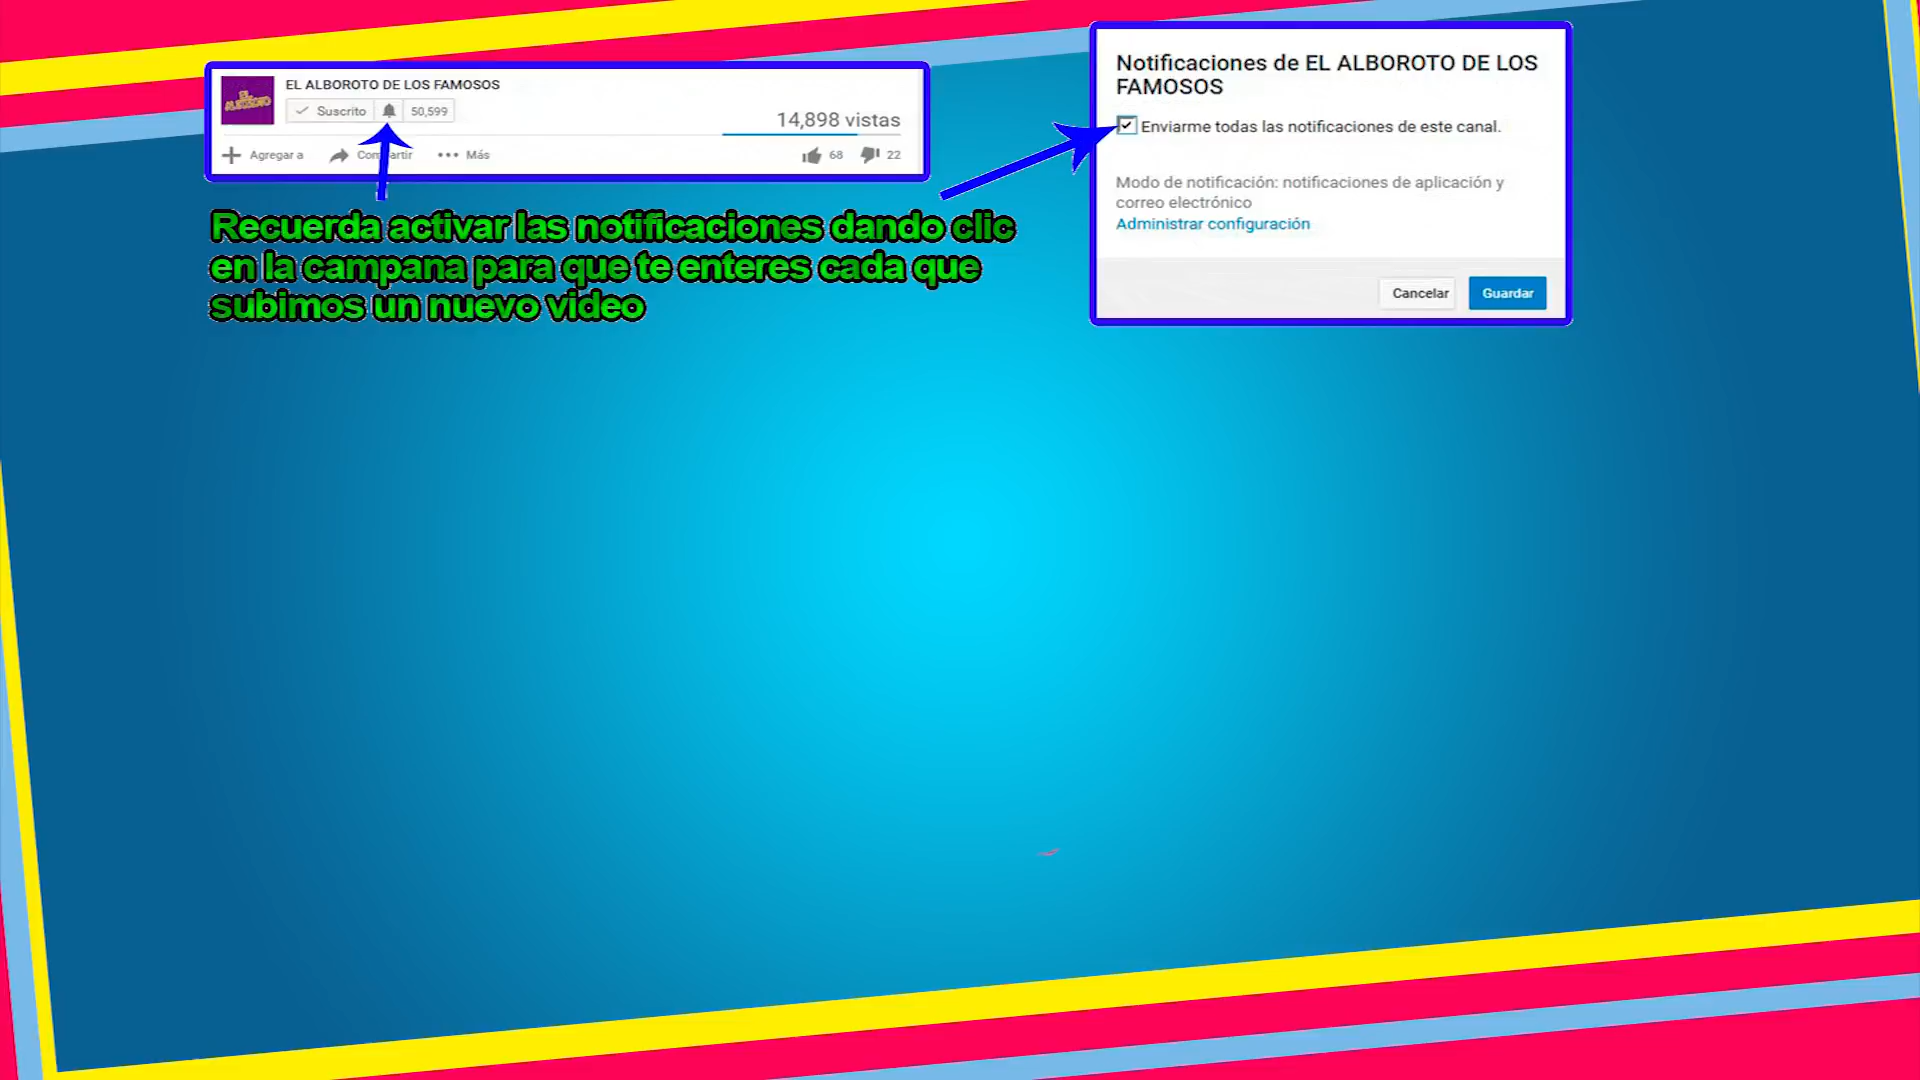 EL ALBOROTO
EL ALBOROTO DE LOS FAMOSOS
Suscrito 50,599
14,898 vistas
Agregar a Compartir Más 68 22
Recuerda activar las notificaciones dando clic
en la campana para que te enteres cada que
subimos un nuevo video
Notificaciones de EL ALBOROTO DE LOS
FAMOSOS
Enviarme todas las notificaciones de este canal.
Modo de notificación: notificaciones de aplicación y
correo electrónico
Administrar configuración
Cancelar Guardar